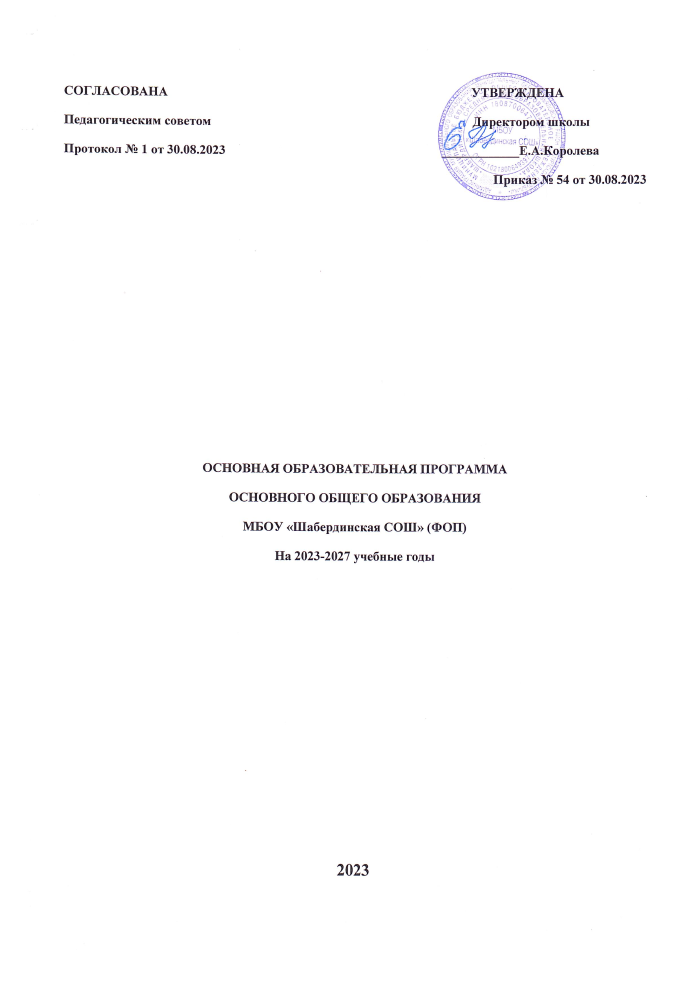 СОГЛАСОВАНА
Педагогическим советом
Протокол № 1 от 30.08.2023
УТВЕРЖДЕНА
Директором школы
Е.А.Королева
Приказ № 54 от 30.08.2023
ОСНОВНАЯ ОБРАЗОВАТЕЛЬНАЯ ПРОГРАММА
ОСНОВНОГО ОБЩЕГО ОБРАЗОВАНИЯ
МБОУ «Шабердинская СОШ» (ФОП)
На 2023-2027 учебные годы
2023